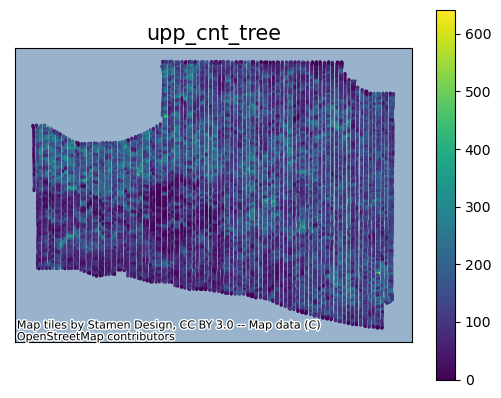 upp_cnt_tree
600
500
400
300
200
100
0
Map tiles by Stamen Design, CC BY 3.0 -- Map data (C)
OpenStreetMap contributors